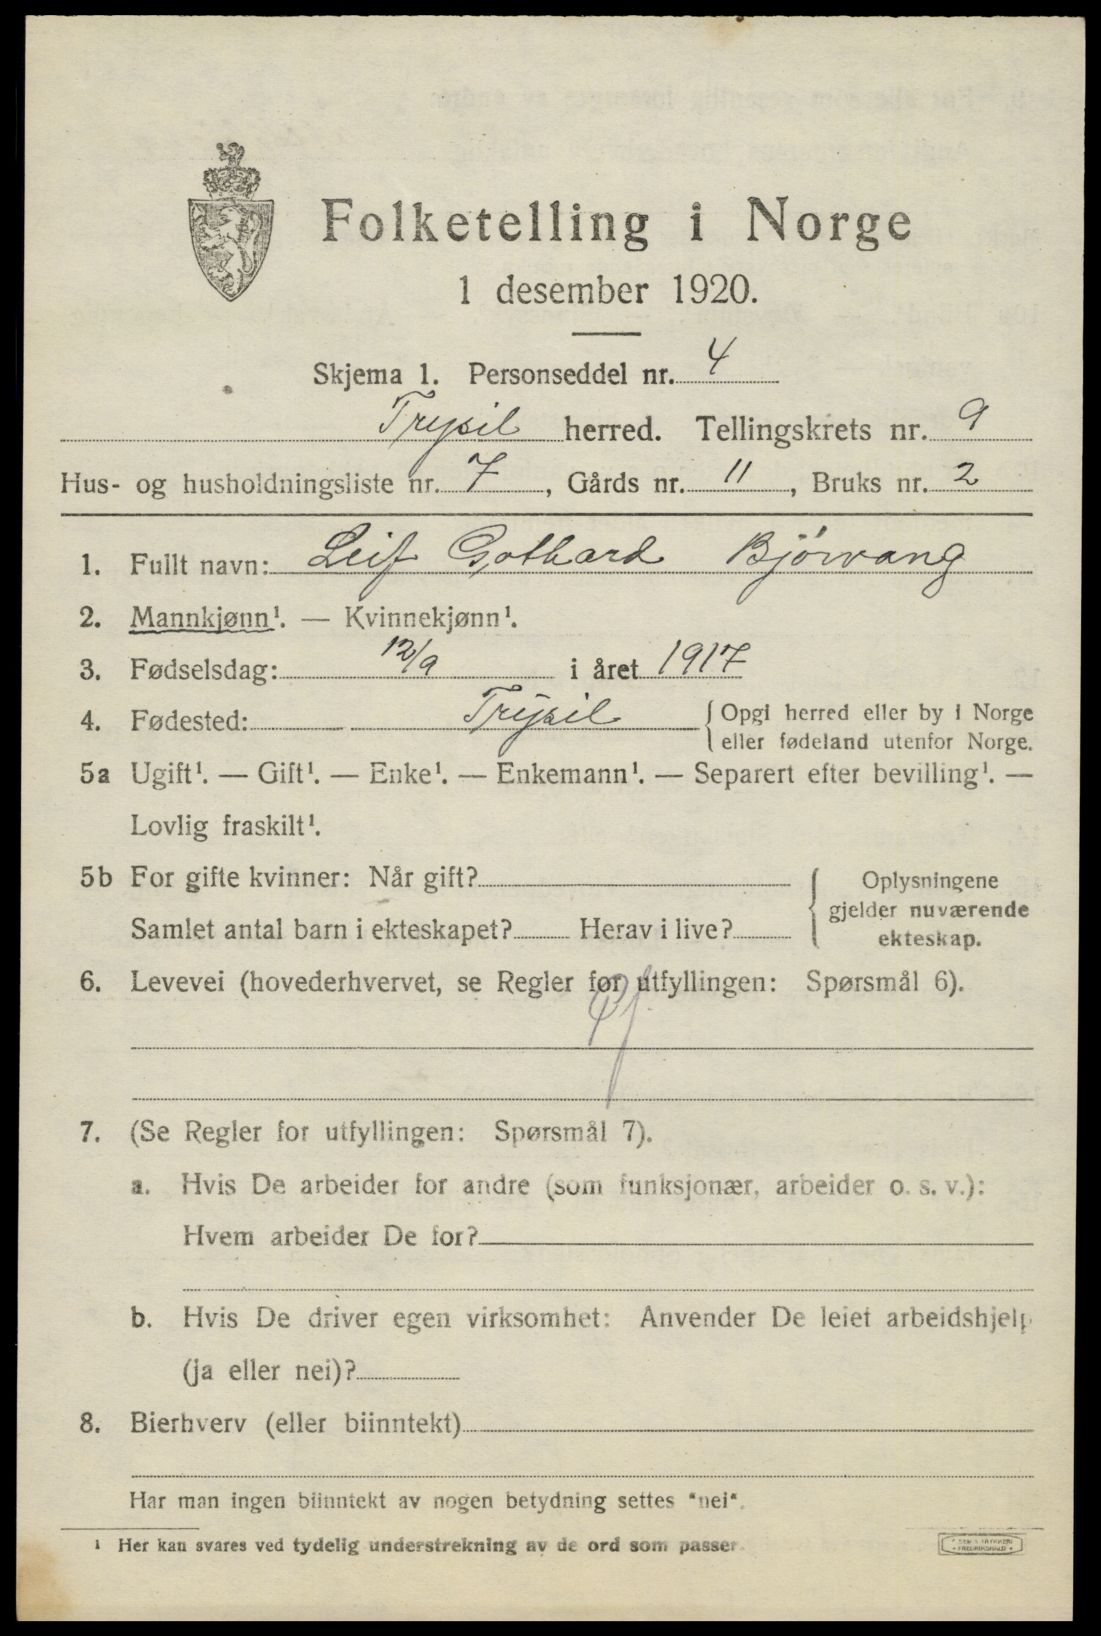 Folketelling i Norge
1 desember 1920.
Skjema 1. Personseddel nr. 4
Trysil herred. Tellingskrets nr. 9
Hus- og husholdningsliste nr. 7, Gårds nr. 11, Bruks nr. 2
1. Fullt navn: Leif Gothard Bjørvang
2. Mannkjønn¹. — Kvinnekjønn¹.
3. Fødselsdag: 12/9 i året 1917
4. Fødested: Trysil { Opgi herred eller by i Norge
eller fødeland utenfor Norge.
5a Ugift¹. — Gift¹. — Enke¹. — Enkemann¹. — Separert efter bevilling¹. —
Lovlig fraskilt¹.
5b For gifte kvinner: Når gift?
Samlet antal barn i ekteskapet? Herav i live?
Oplysningene
gjelder nuværende
ekteskap.
6. Levevei (hovederhvervet, se Regler for utfyllingen: Spørsmål 6).
7. (Se Regler for utfyllingen: Spørsmål 7).
a. Hvis De arbeider for andre (som funksjonær, arbeider o. s. v.):
Hvem arbeider De for?
b. Hvis De driver egen virksomhet: Anvender De leiet arbeidshjelp
(ja eller nei)?
8. Bierhverv (eller biinntekt)
Har man ingen biinntekt av nogen betydning settes "nei".
¹ Her kan svares ved tydelig understrekning av de ord som passer.